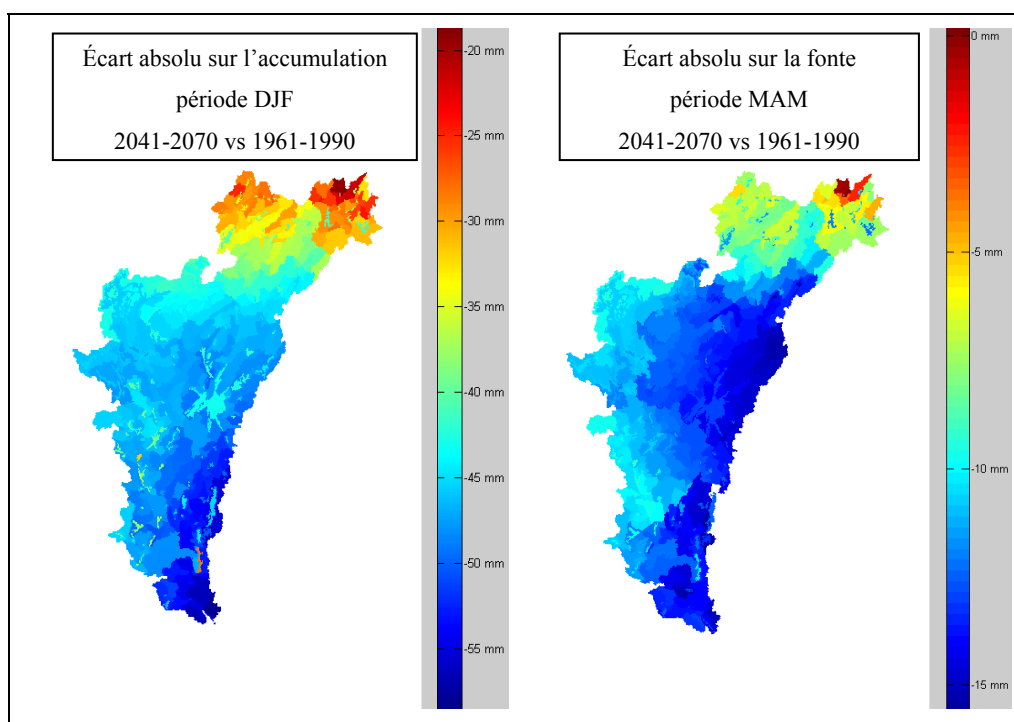 Écart absolu sur l'accumulation
période DJF
2041-2070 vs 1961-1990
-20 mm
-25 mm
-30 mm
-35 mm
-40 mm
-45 mm
-50 mm
-55 mm
Écart absolu sur la fonte
période MAM
2041-2070 vs 1961-1990
0 mm
-5 mm
-10 mm
-15 mm